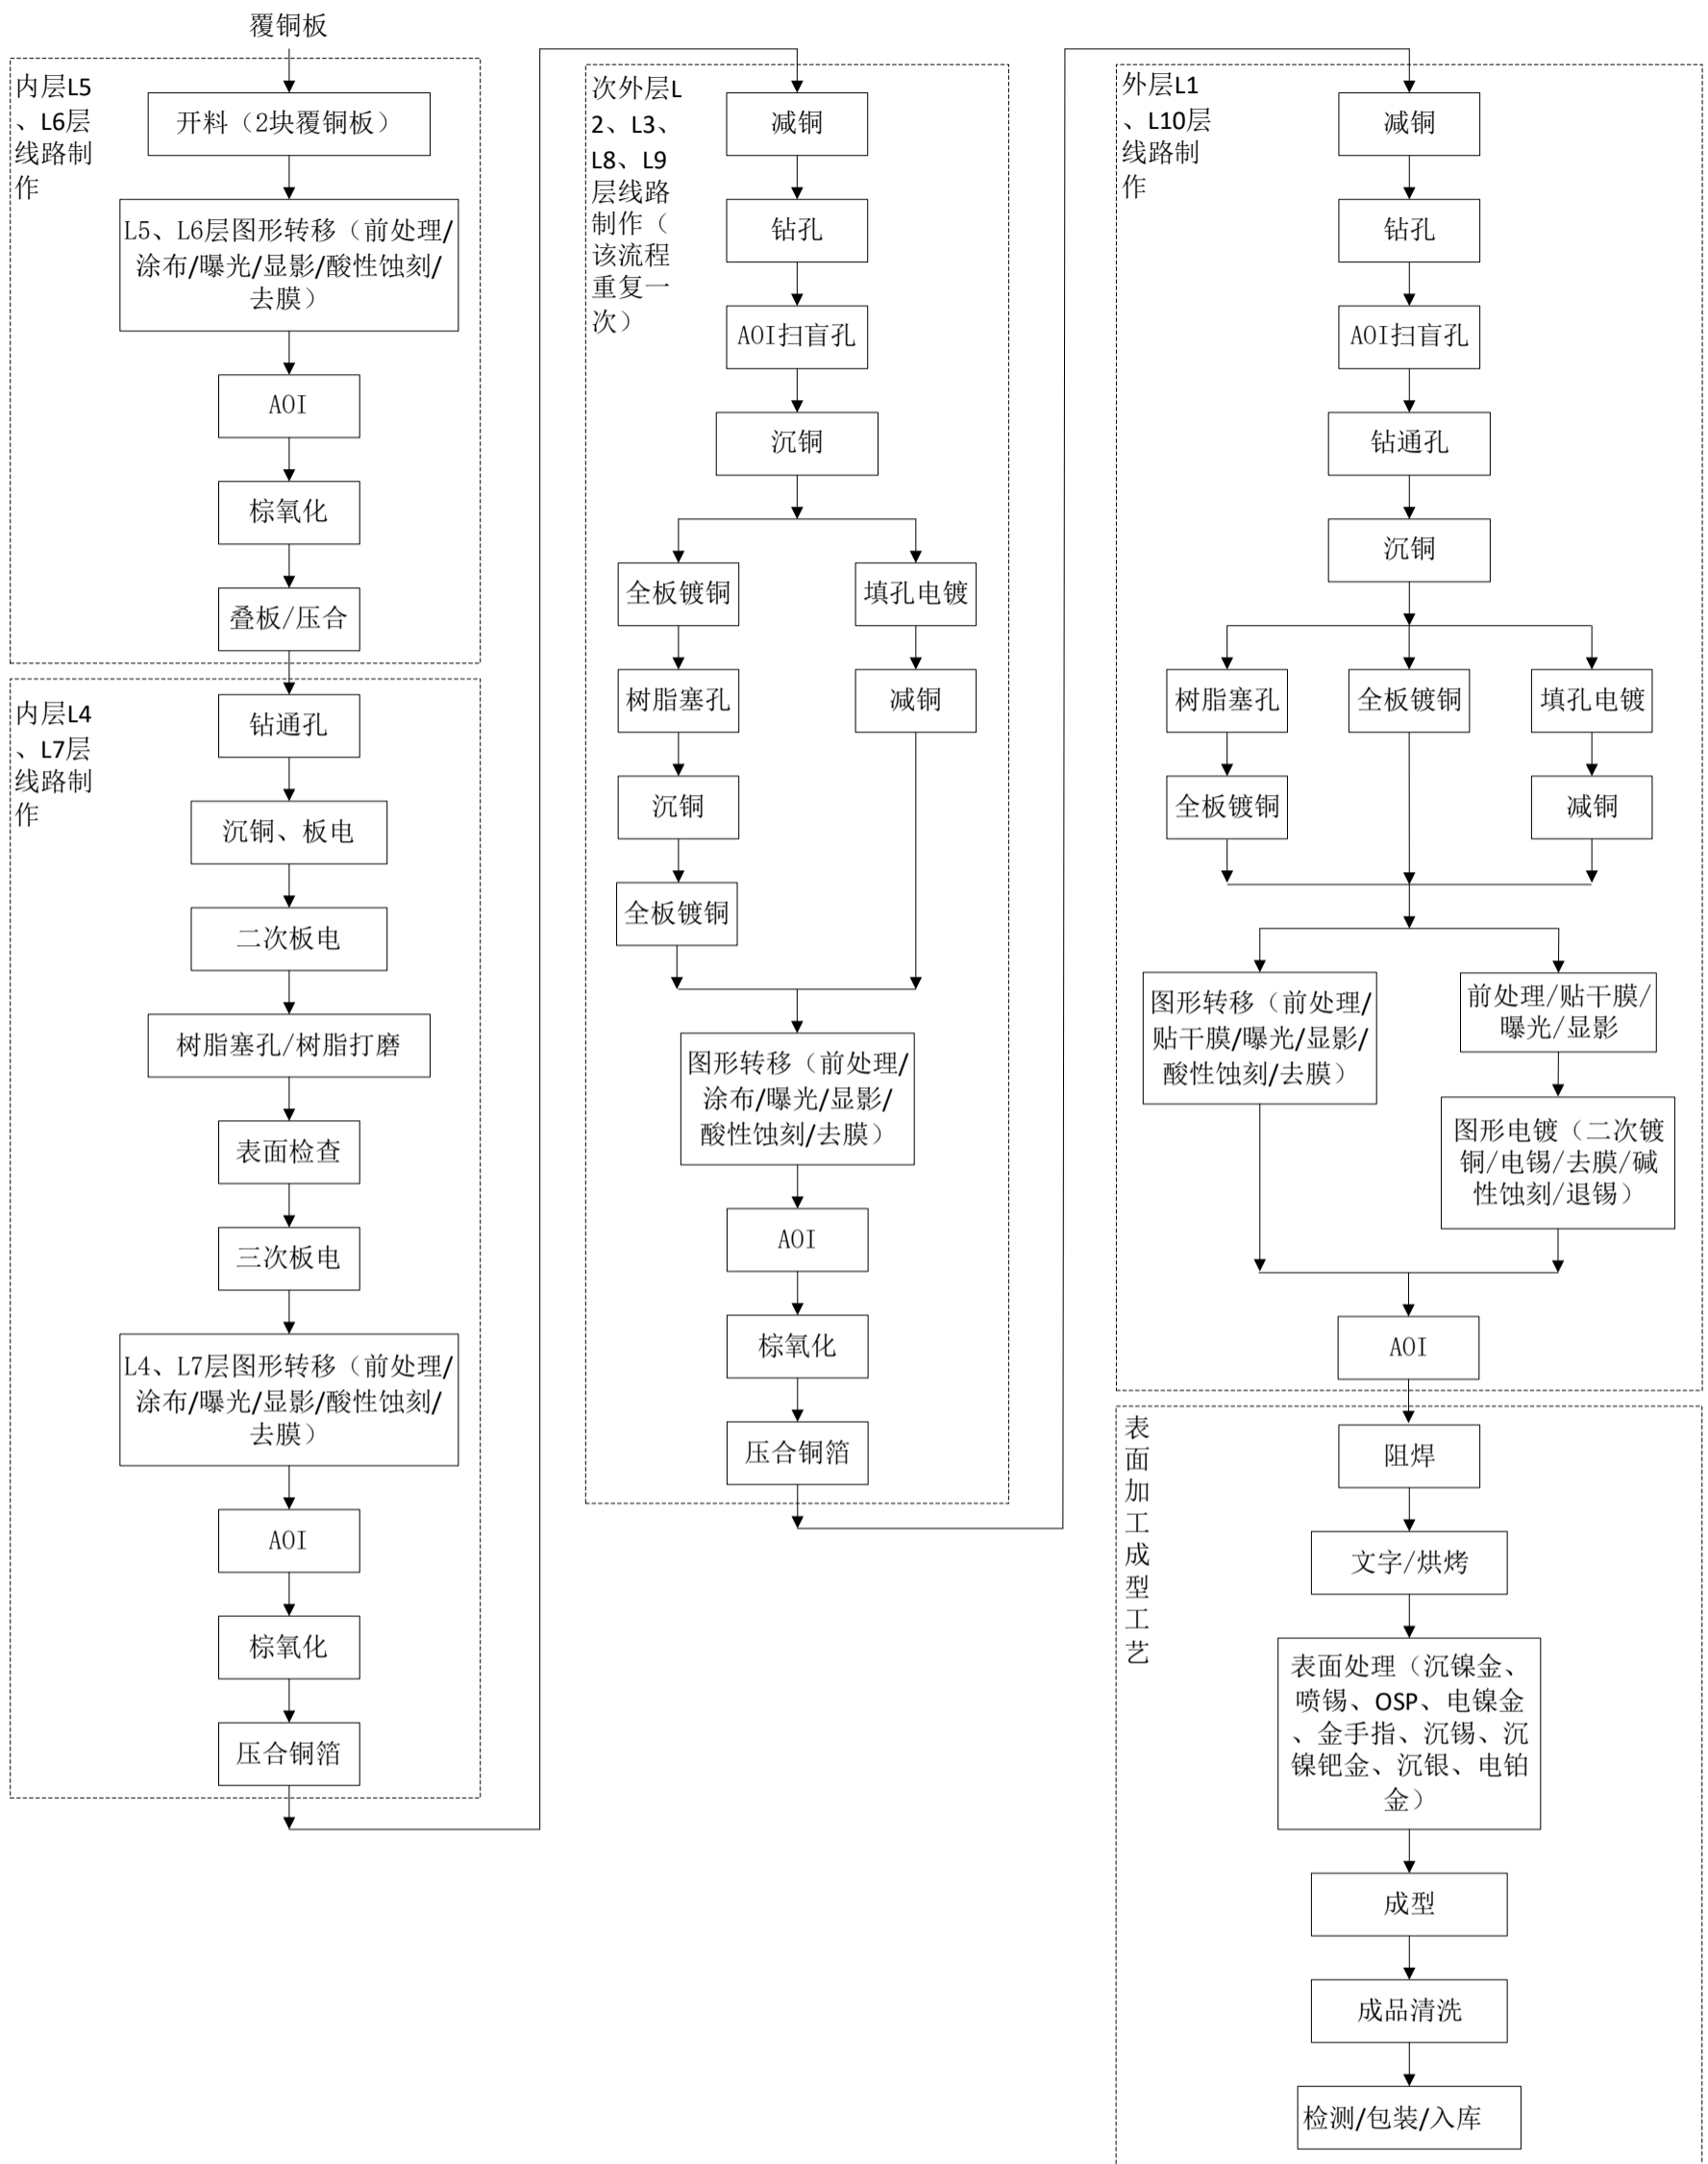 覆铜板
内层L5
、L6层
线路制
作
开料（2块覆铜板）
L5、L6层图形转移（前处理/
涂布/曝光/显影/酸性蚀刻/
去膜）
AOI
棕氧化
叠板/压合
内层L4
、L7层
线路制
作
钻通孔
沉铜、板电
二次板电
树脂塞孔/树脂打磨
表面检查
三次板电
L4、L7层图形转移（前处理/
涂布/曝光/显影/酸性蚀刻/
去膜）
AOI
棕氧化
压合铜箔
次外层L
2、L3、
L8、L9
层线路
制作（
该流程
重复一
次）
减铜
钻孔
AOI扫盲孔
沉铜
全板镀铜
填孔电镀
树脂塞孔
减铜
沉铜
全板镀铜
图形转移（前处理/
涂布/曝光/显影/
酸性蚀刻/去膜）
AOI
棕氧化
压合铜箔
外层L1
、L10层
线路制
作
减铜
钻孔
AOI扫盲孔
钻通孔
沉铜
树脂塞孔
全板镀铜
填孔电镀
全板镀铜
减铜
图形转移（前处理/
贴干膜/曝光/显影/
酸性蚀刻/去膜）
前处理/贴干膜/
曝光/显影
图形电镀（二次镀
铜/电锡/去膜/碱
性蚀刻/退锡）
AOI
表
面
加
工
成
型
工
艺
阻焊
文字/烘烤
表面处理（沉镍金、
喷锡、OSP、电镍金
、金手指、沉锡、沉
镍钯金、沉银、电铂
金）
成型
成品清洗
检测/包装/入库